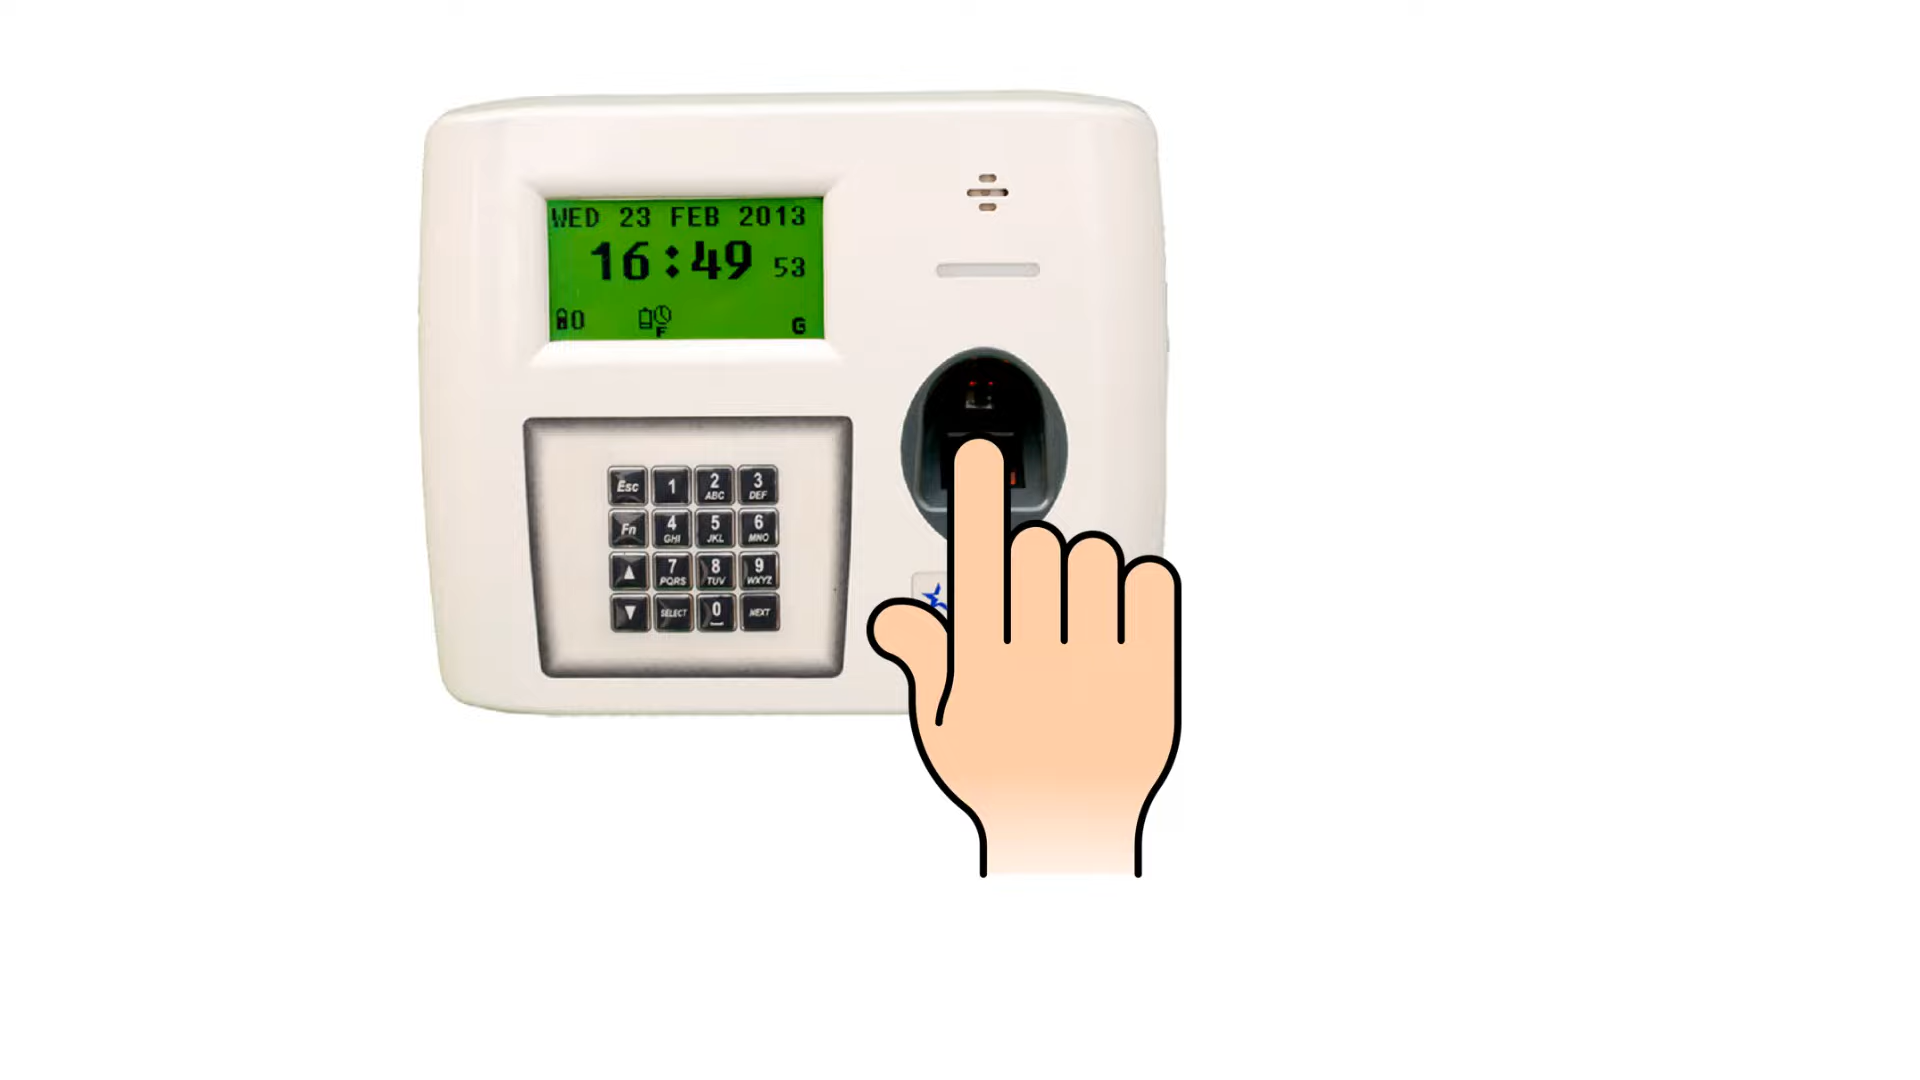 WED 23 FEB 2013
16:49 53
0
F
G
Esc 1 2 ABC 3 DEF
Fn 4 GHI 5 JKL 6 MNO
7 PQRS 8 TUV 9 WXYZ
SELECT 0 NEXT